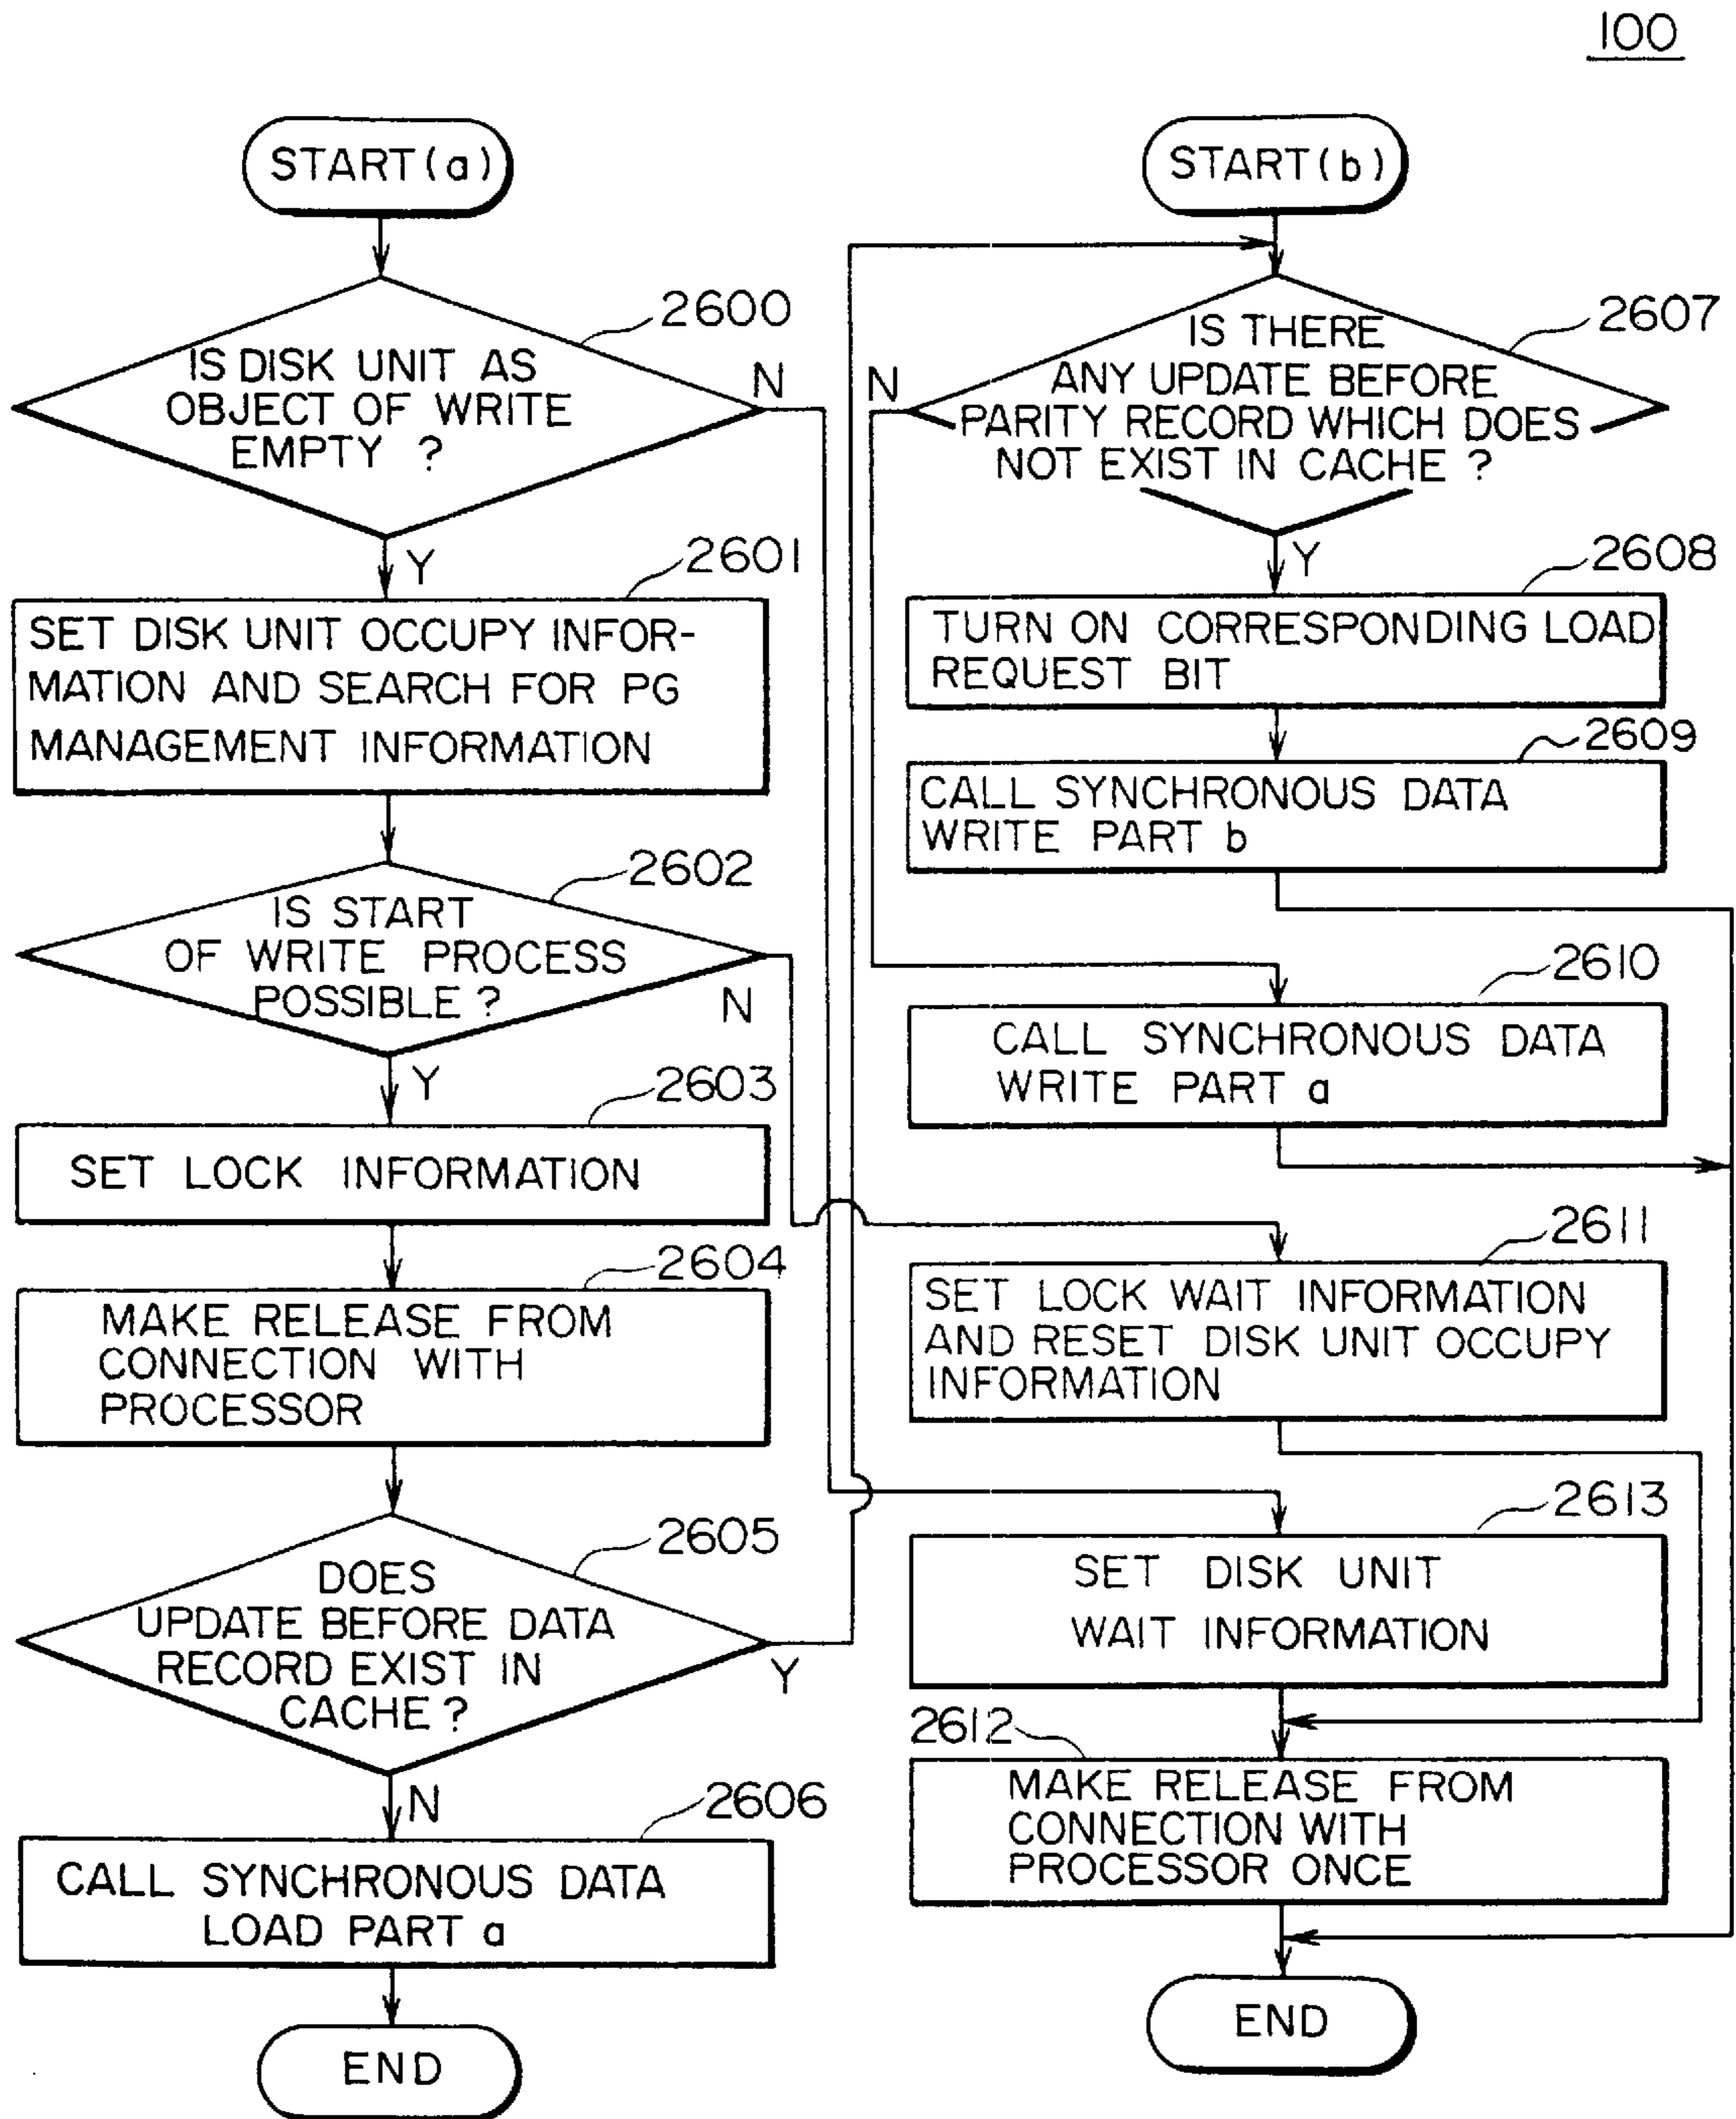 100
START(a)
2600
IS DISK UNIT AS
OBJECT OF WRITE
EMPTY ?
N
Y
2601
SET DISK UNIT OCCUPY INFOR-
MATION AND SEARCH FOR PG
MANAGEMENT INFORMATION
2602
IS START
OF WRITE PROCESS
POSSIBLE ?
N
Y
2603
SET LOCK INFORMATION
2604
MAKE RELEASE FROM
CONNECTION WITH
PROCESSOR
2605
DOES
UPDATE BEFORE DATA
RECORD EXIST IN
CACHE ?
Y
N
2606
CALL SYNCHRONOUS DATA
LOAD PART a
END
START(b)
2607
IS THERE
ANY UPDATE BEFORE
PARITY RECORD WHICH DOES
NOT EXIST IN CACHE ?
N
Y
2608
TURN ON CORRESPONDING LOAD
REQUEST BIT
2609
CALL SYNCHRONOUS DATA
WRITE PART b
2610
CALL SYNCHRONOUS DATA
WRITE PART a
2611
SET LOCK WAIT INFORMATION
AND RESET DISK UNIT OCCUPY
INFORMATION
2613
SET DISK UNIT
WAIT INFORMATION
2612
MAKE RELEASE FROM
CONNECTION WITH
PROCESSOR ONCE
END